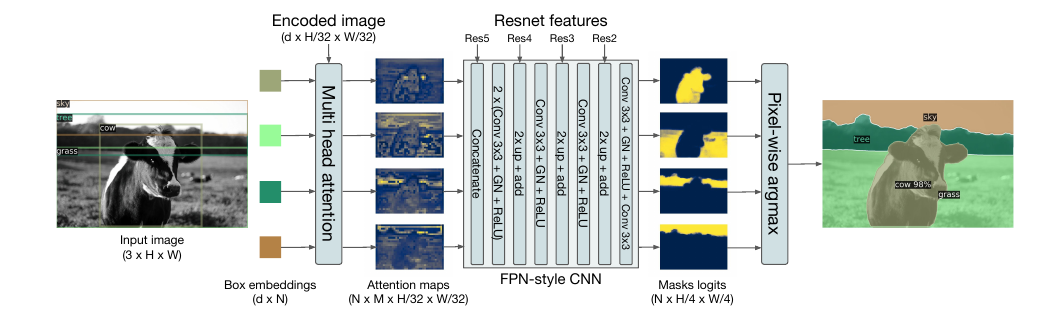 Encoded image
(d x H/32 x W/32)
Resnet features
Res5
Res4
Res3
Res2
sky
cow
tree
grass
Input image
(3 x H x W)
Box embeddings
(d x N)
Multi head attention
Attention maps
(N x M x H/32 x W/32)
Concatenate
2 x (Conv 3x3 + GN + ReLU)
2x up + add
Conv 3x3 + GN + ReLU
2x up + add
Conv 3x3 + GN + ReLU
2x up + add
Conv 3x3 + GN + ReLU + Conv 3x3
FPN-style CNN
Masks logits
(N x H/4 x W/4)
Pixel-wise argmax
sky
tree
cow 98%
grass